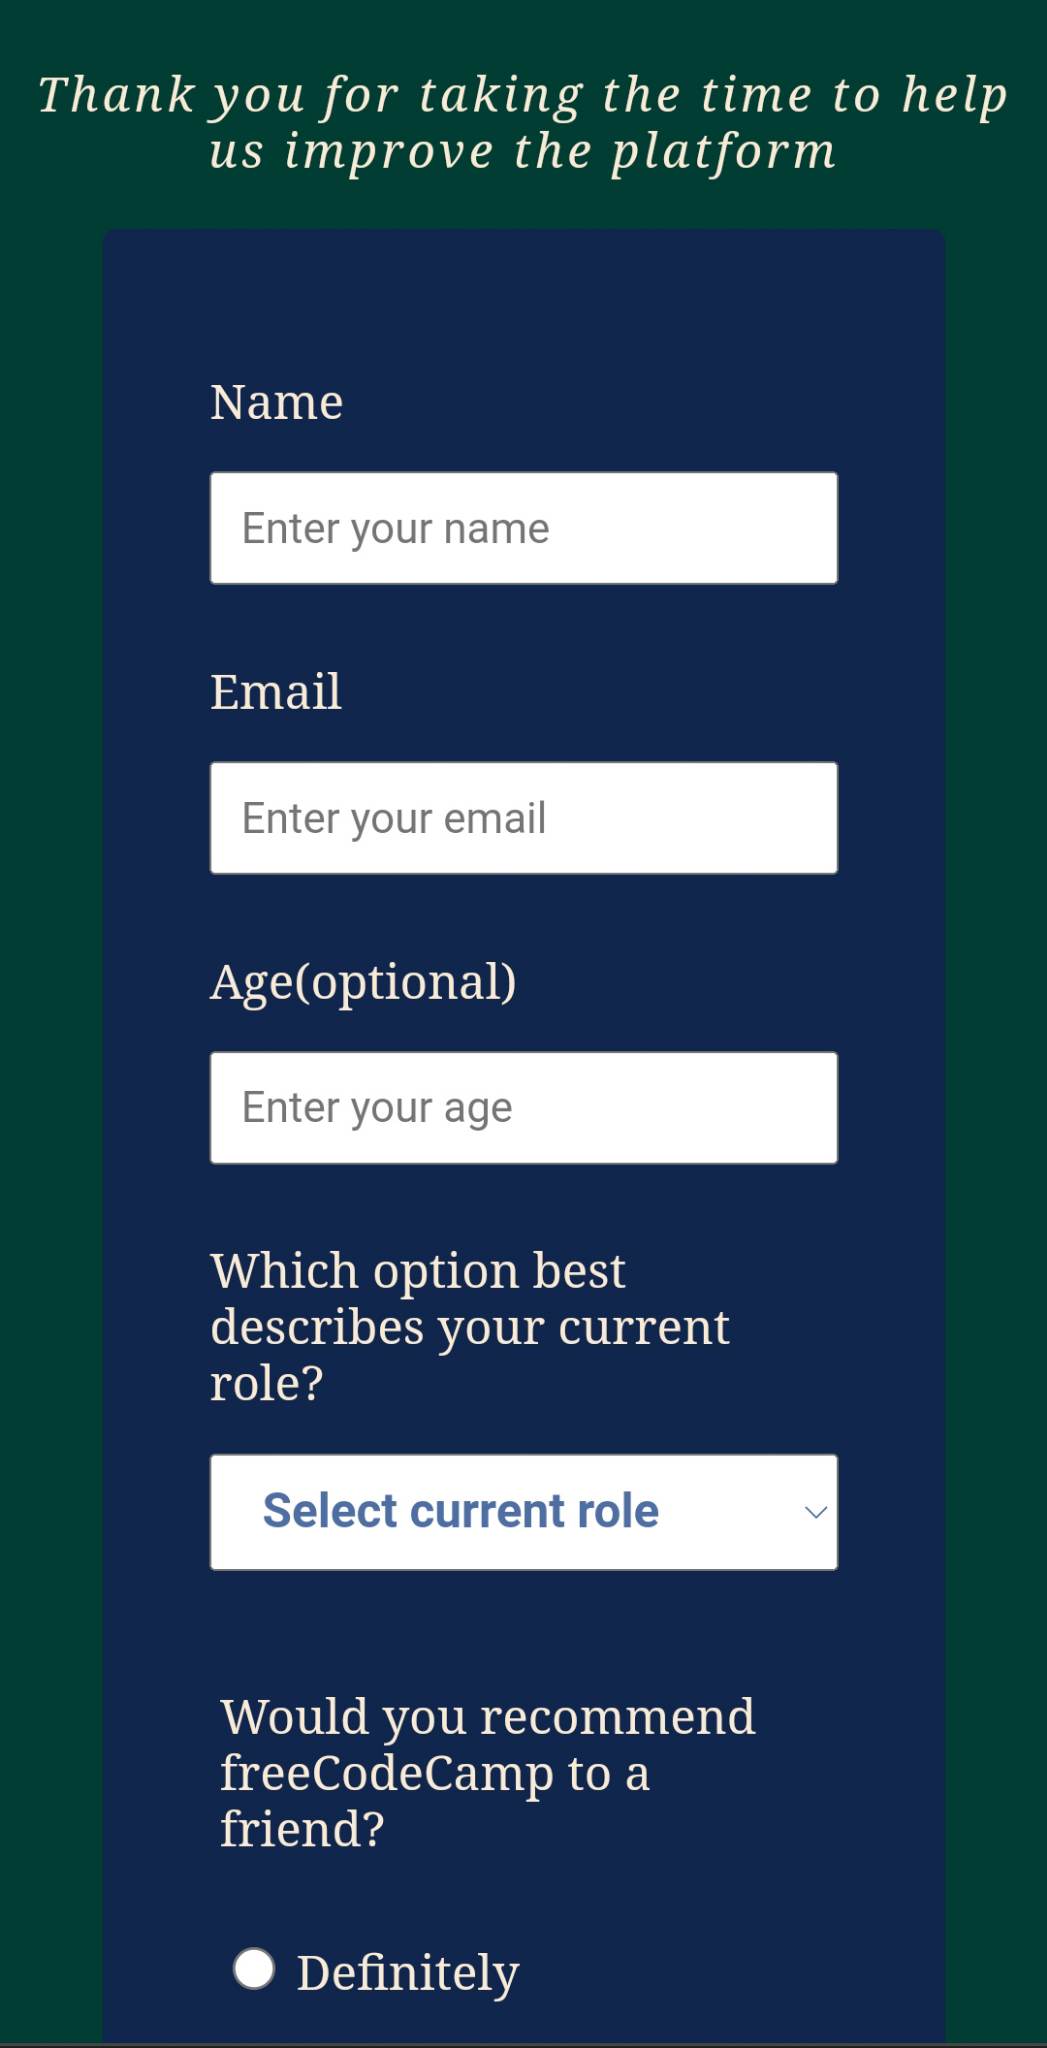 Thank you for taking the time to help
us improve the platform
Name
Enter your name
Email
Enter your email
Age(optional)
Enter your age
Which option best
describes your current
role?
Select current role
Would you recommend
freeCodeCamp to a
friend?
Definitely